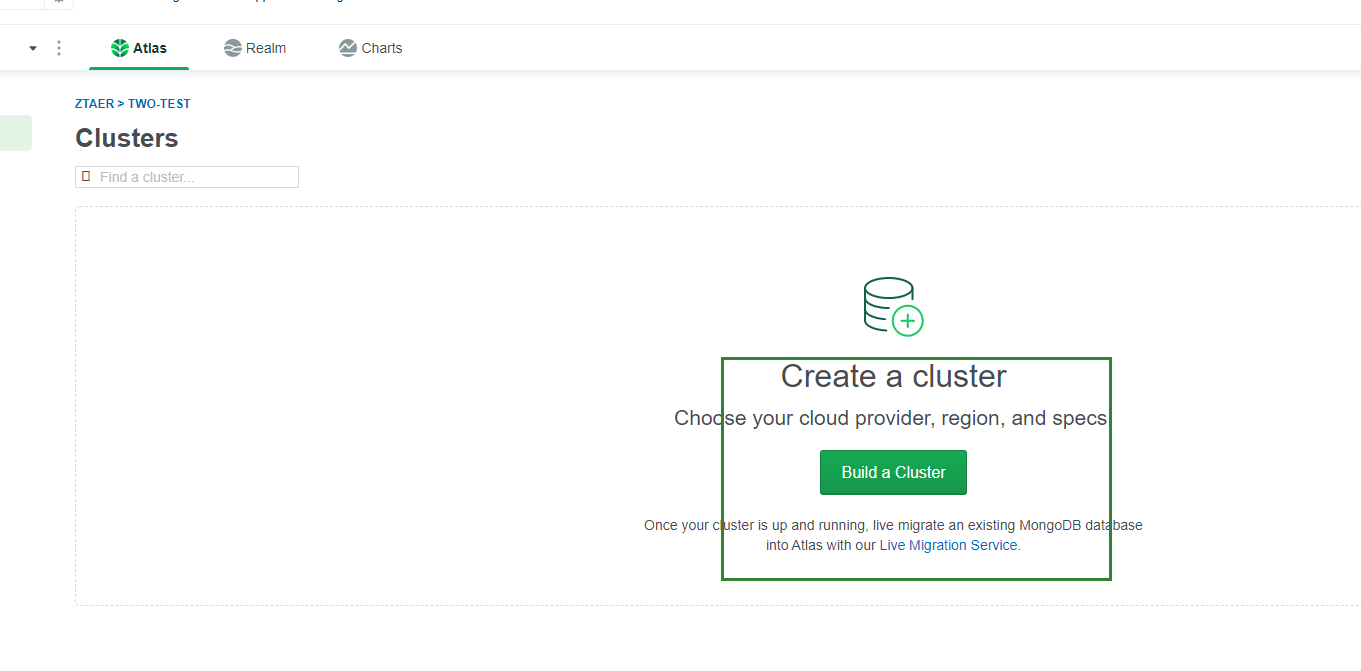 Atlas
Realm
Charts
ZTAER > TWO-TEST
Clusters
Find a cluster...
Create a cluster
Choose your cloud provider, region, and specs
Build a Cluster
Once your cluster is up and running, live migrate an existing MongoDB database
into Atlas with our Live Migration Service.